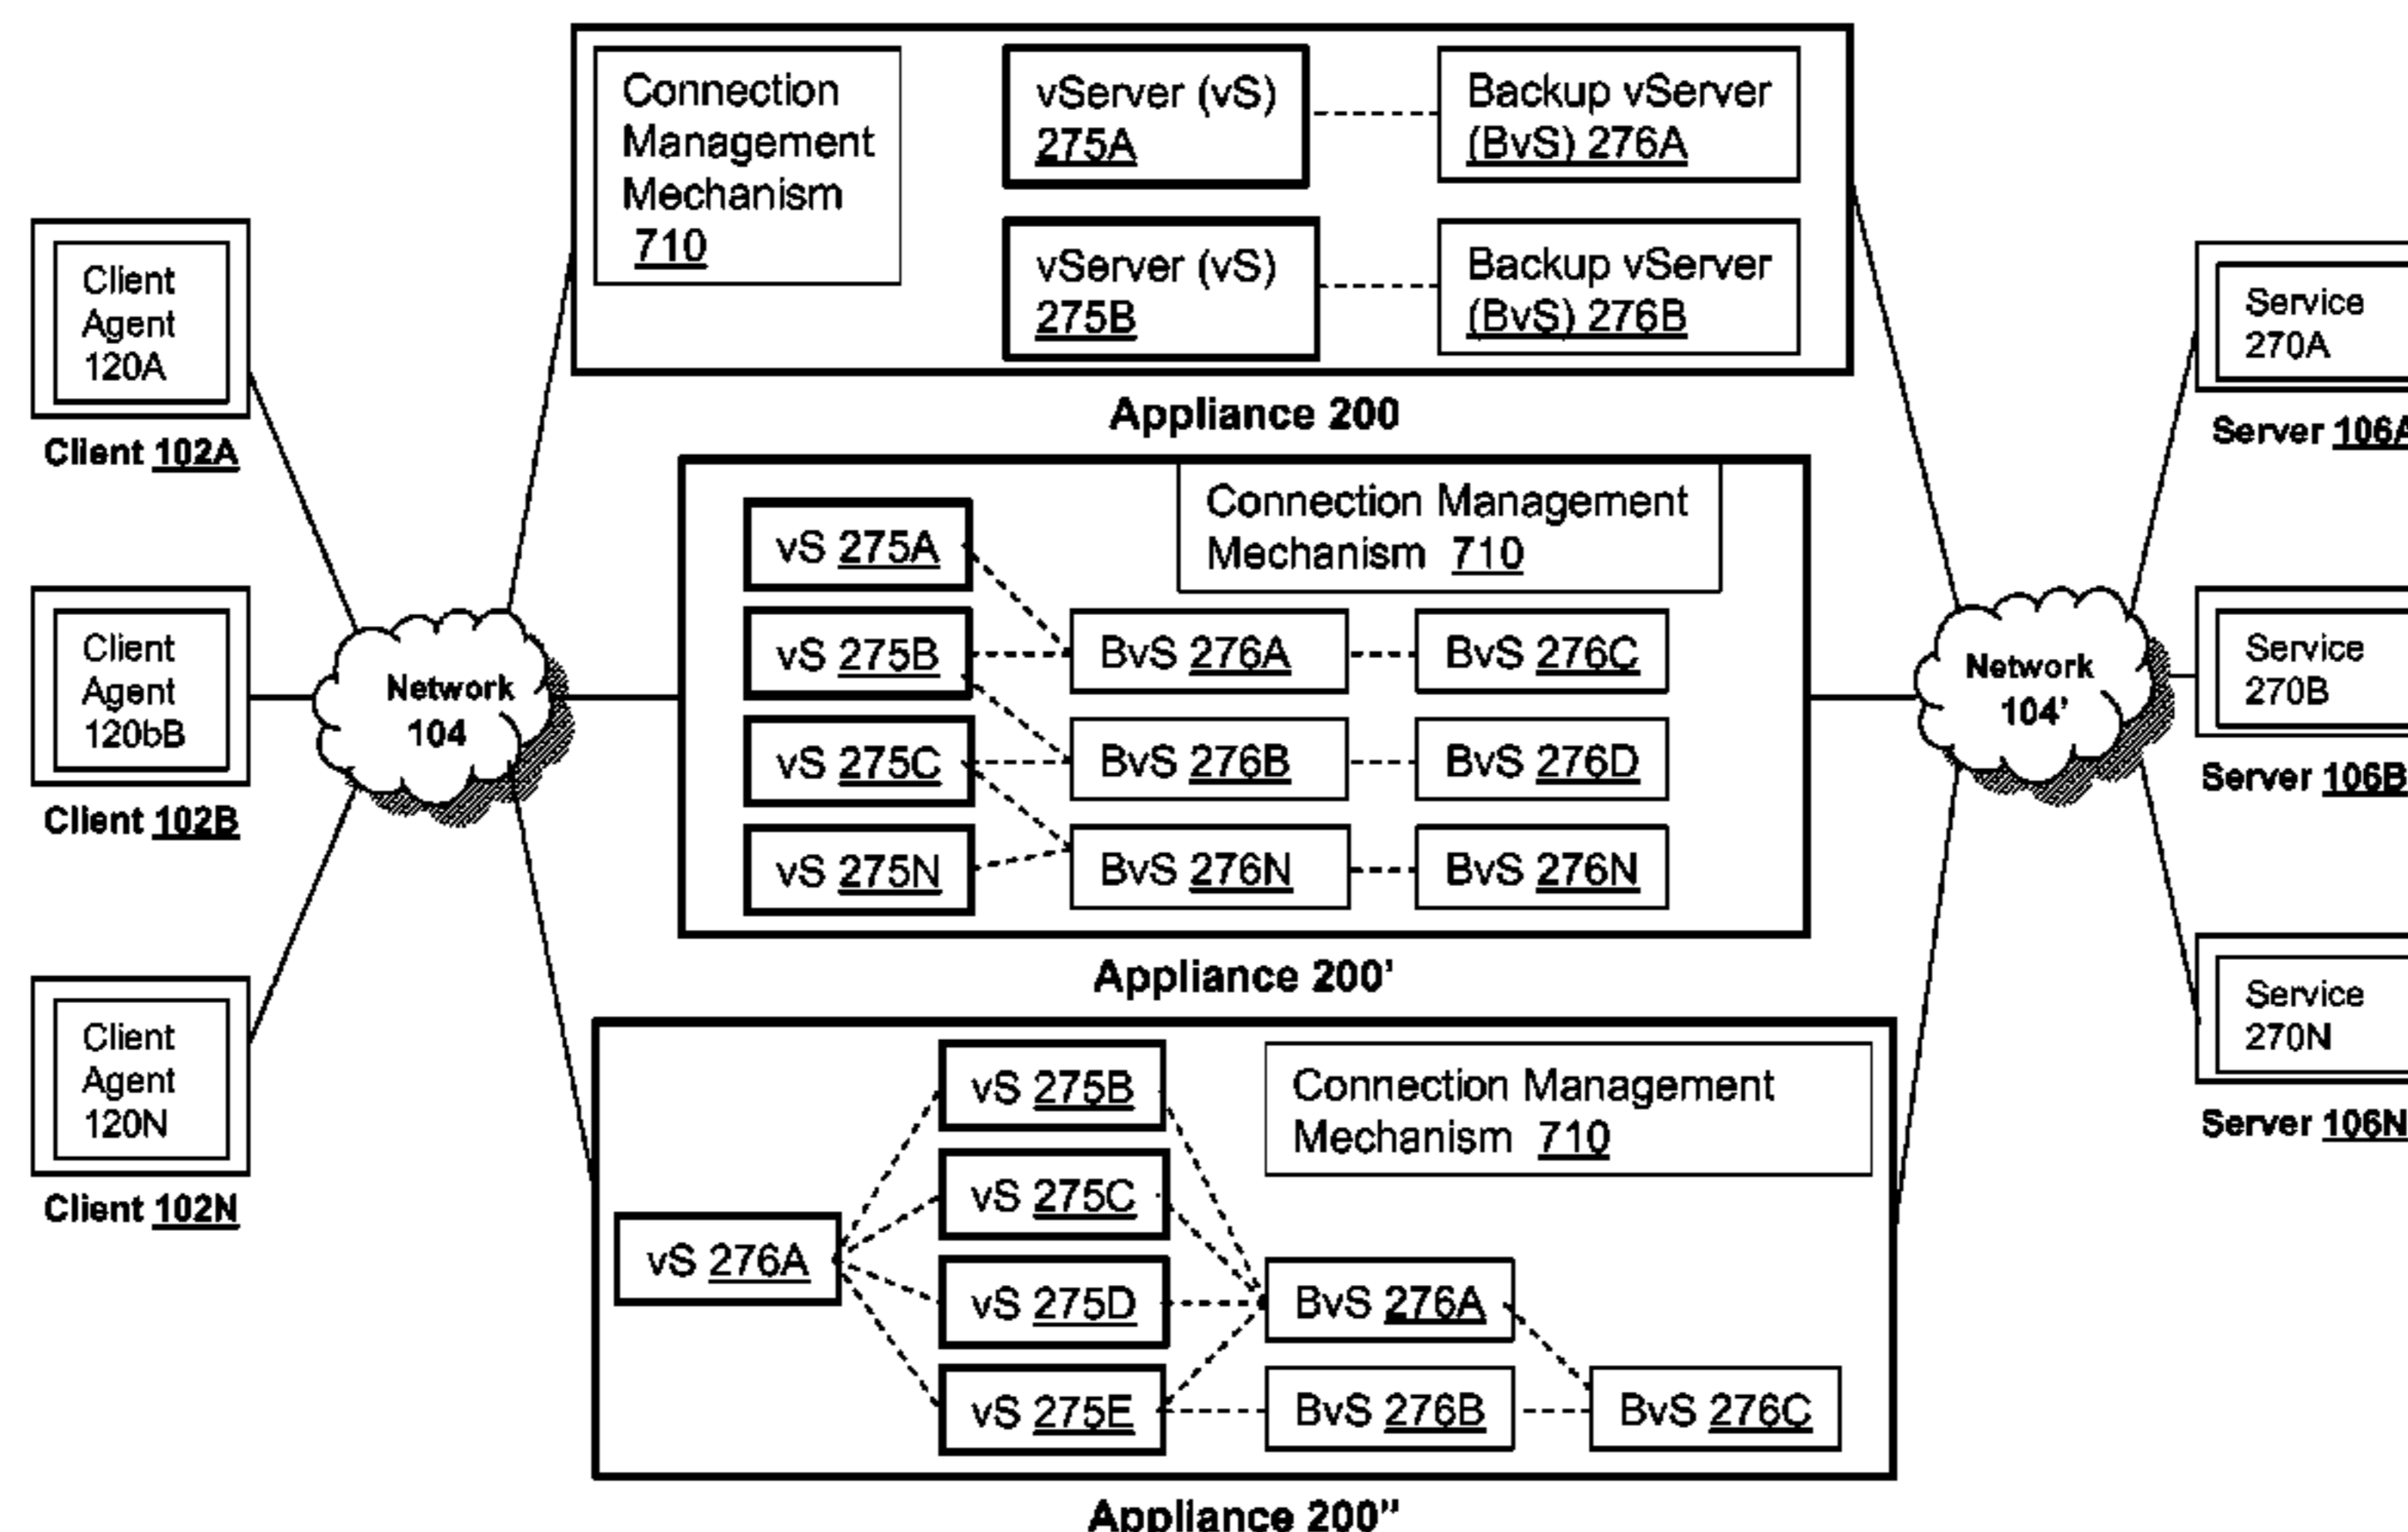 Client
Agent
120A
Client 102A
Client
Agent
120bB
Client 102B
Client
Agent
120N
Client 102N
Network
104
Connection
Management
Mechanism
710
vServer (vS)
275A
Backup vServer
(BvS) 276A
vServer (vS)
275B
Backup vServer
(BvS) 276B
Appliance 200
Connection Management
Mechanism 710
vS 275A
vS 275B
BvS 276A
BvS 276C
vS 275C
BvS 276B
BvS 276D
vS 275N
BvS 276N
BvS 276N
Appliance 200'
Connection Management
Mechanism 710
vS 276A
vS 275B
vS 275C
vS 275D
BvS 276A
vS 275E
BvS 276B
BvS 276C
Appliance 200"
Network
104'
Service
270A
Server 106A
Service
270B
Server 106B
Service
270N
Server 106N